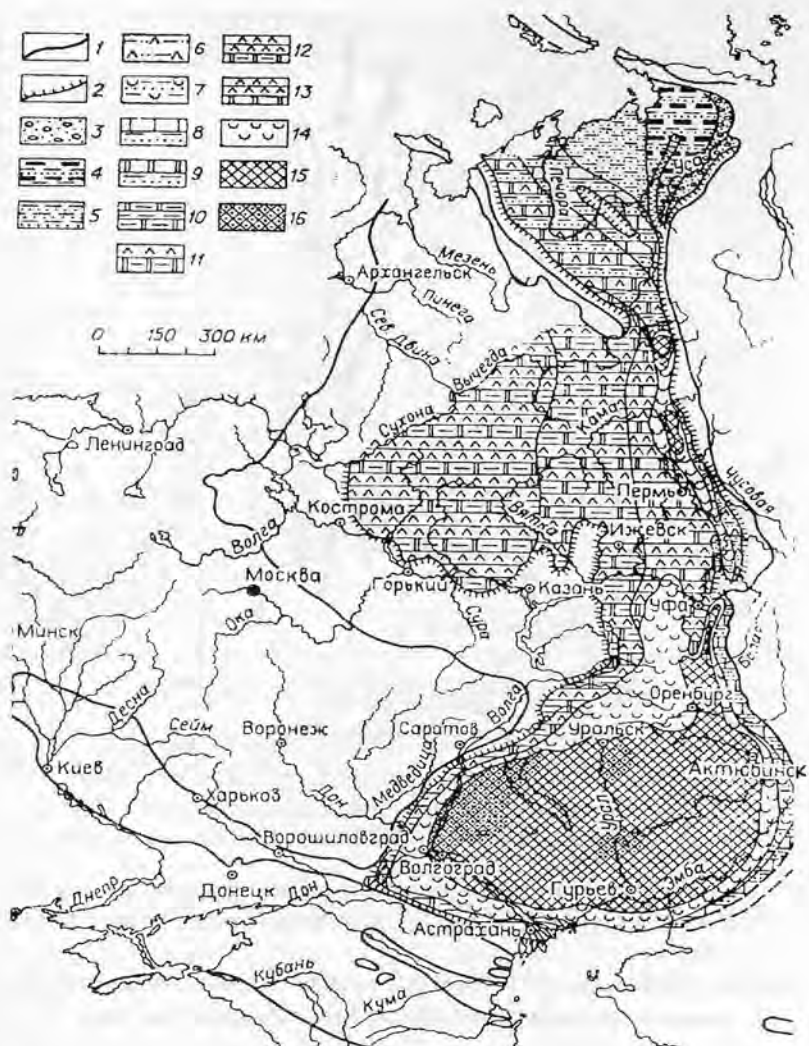 1 6 12
2 7 13
3 8 14
4 9 15
5 10 16
11
0 150 300 км
Печора
Уса
Мезень
Архангельск
Пинега
Сев Двина
Вычегда
Сухона
Кама
Ленинград
Пермь
Чусовая
Кострома
Вятка
Ижевск
Волга
Москва
Горький
Казань
Уфа
Ока
Сура
Минск
Белая
Десна
Сейм
Воронеж
Саратов
Волга
Оренбург
Уральск
Медведица
Киев
Харьков
Дон
Актюбинск
Урал
Ворошиловград
Волгоград
Донецк
Дон
Гурьев
Эмба
Днепр
Астрахань
Кубань
Кума